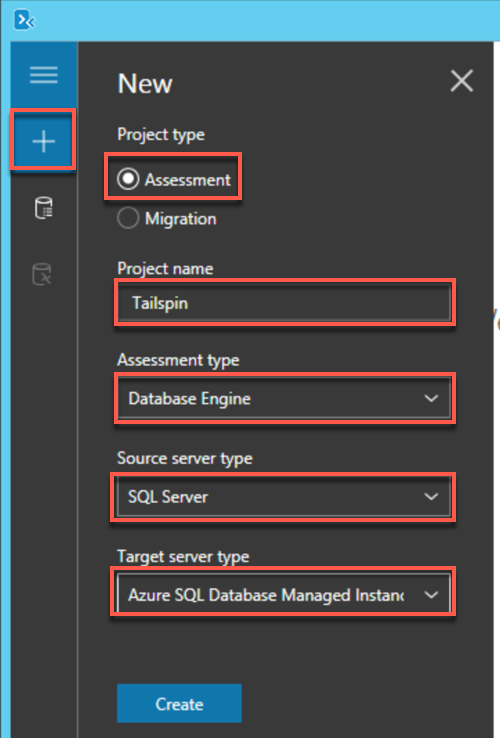 New
Project type
Assessment
Migration
Project name
Tailspin
Assessment type
Database Engine
Source server type
SQL Server
Target server type
Azure SQL Database Managed Instanc
Create